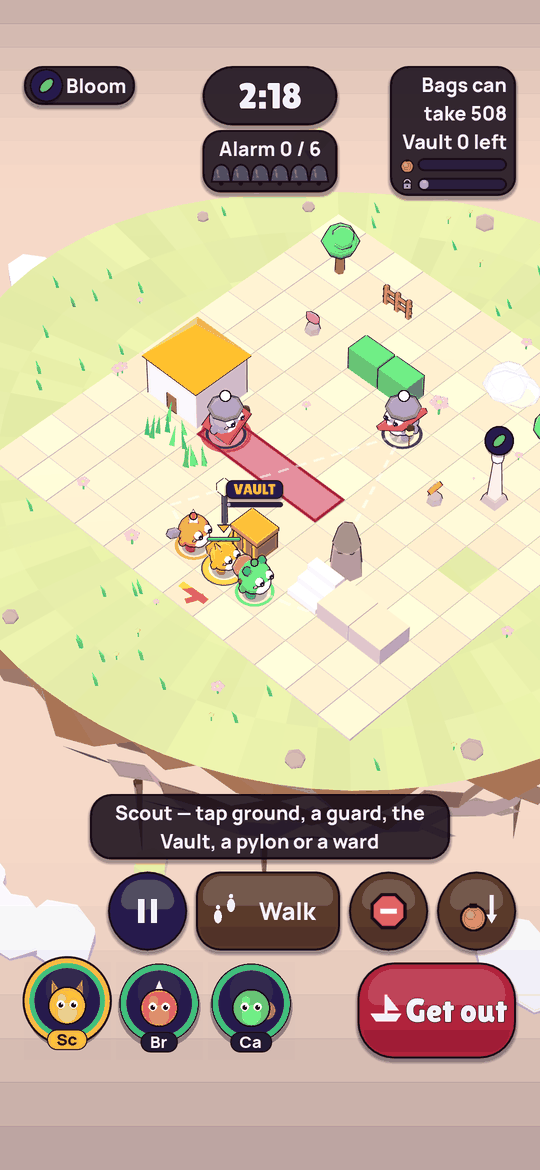 Bloom
2:18
Alarm 0 / 6
Bags can
take 508
Vault 0 left
VAULT
Scout — tap ground, a guard, the
Vault, a pylon or a ward
Walk
Get out
Sc
Br
Ca